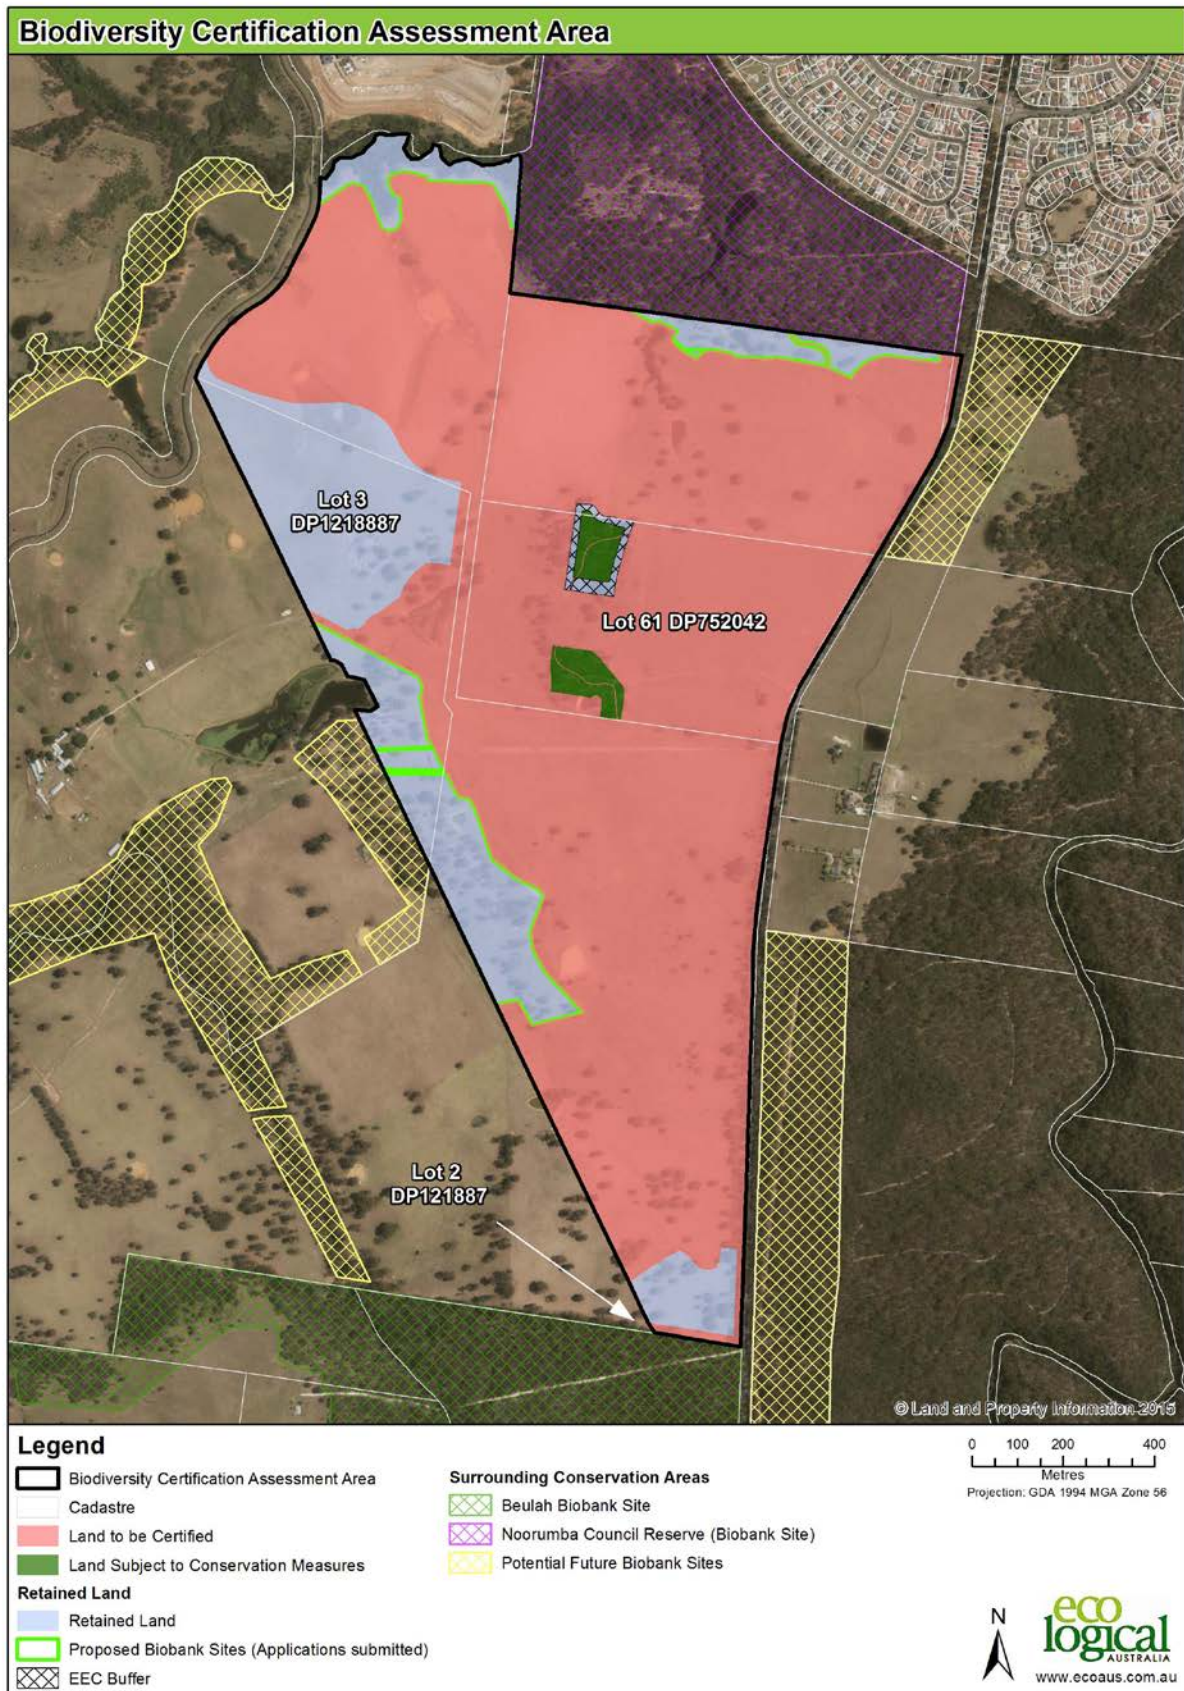 Biodiversity Certification Assessment Area
Lot 3
DP1218887
Lot 61 DP752042
Lot 2
DP121887
© Land and Property Information 2015
Legend
Biodiversity Certification Assessment Area
Cadastre
Land to be Certified
Land Subject to Conservation Measures
Retained Land
Retained Land
Proposed Biobank Sites (Applications submitted)
EEC Buffer
Surrounding Conservation Areas
Beulah Biobank Site
Noorumba Council Reserve (Biobank Site)
Potential Future Biobank Sites
0 100 200 400
Metres
Projection: GDA 1994 MGA Zone 56
N
eco
logical
AUSTRALIA
www.ecoaus.com.au